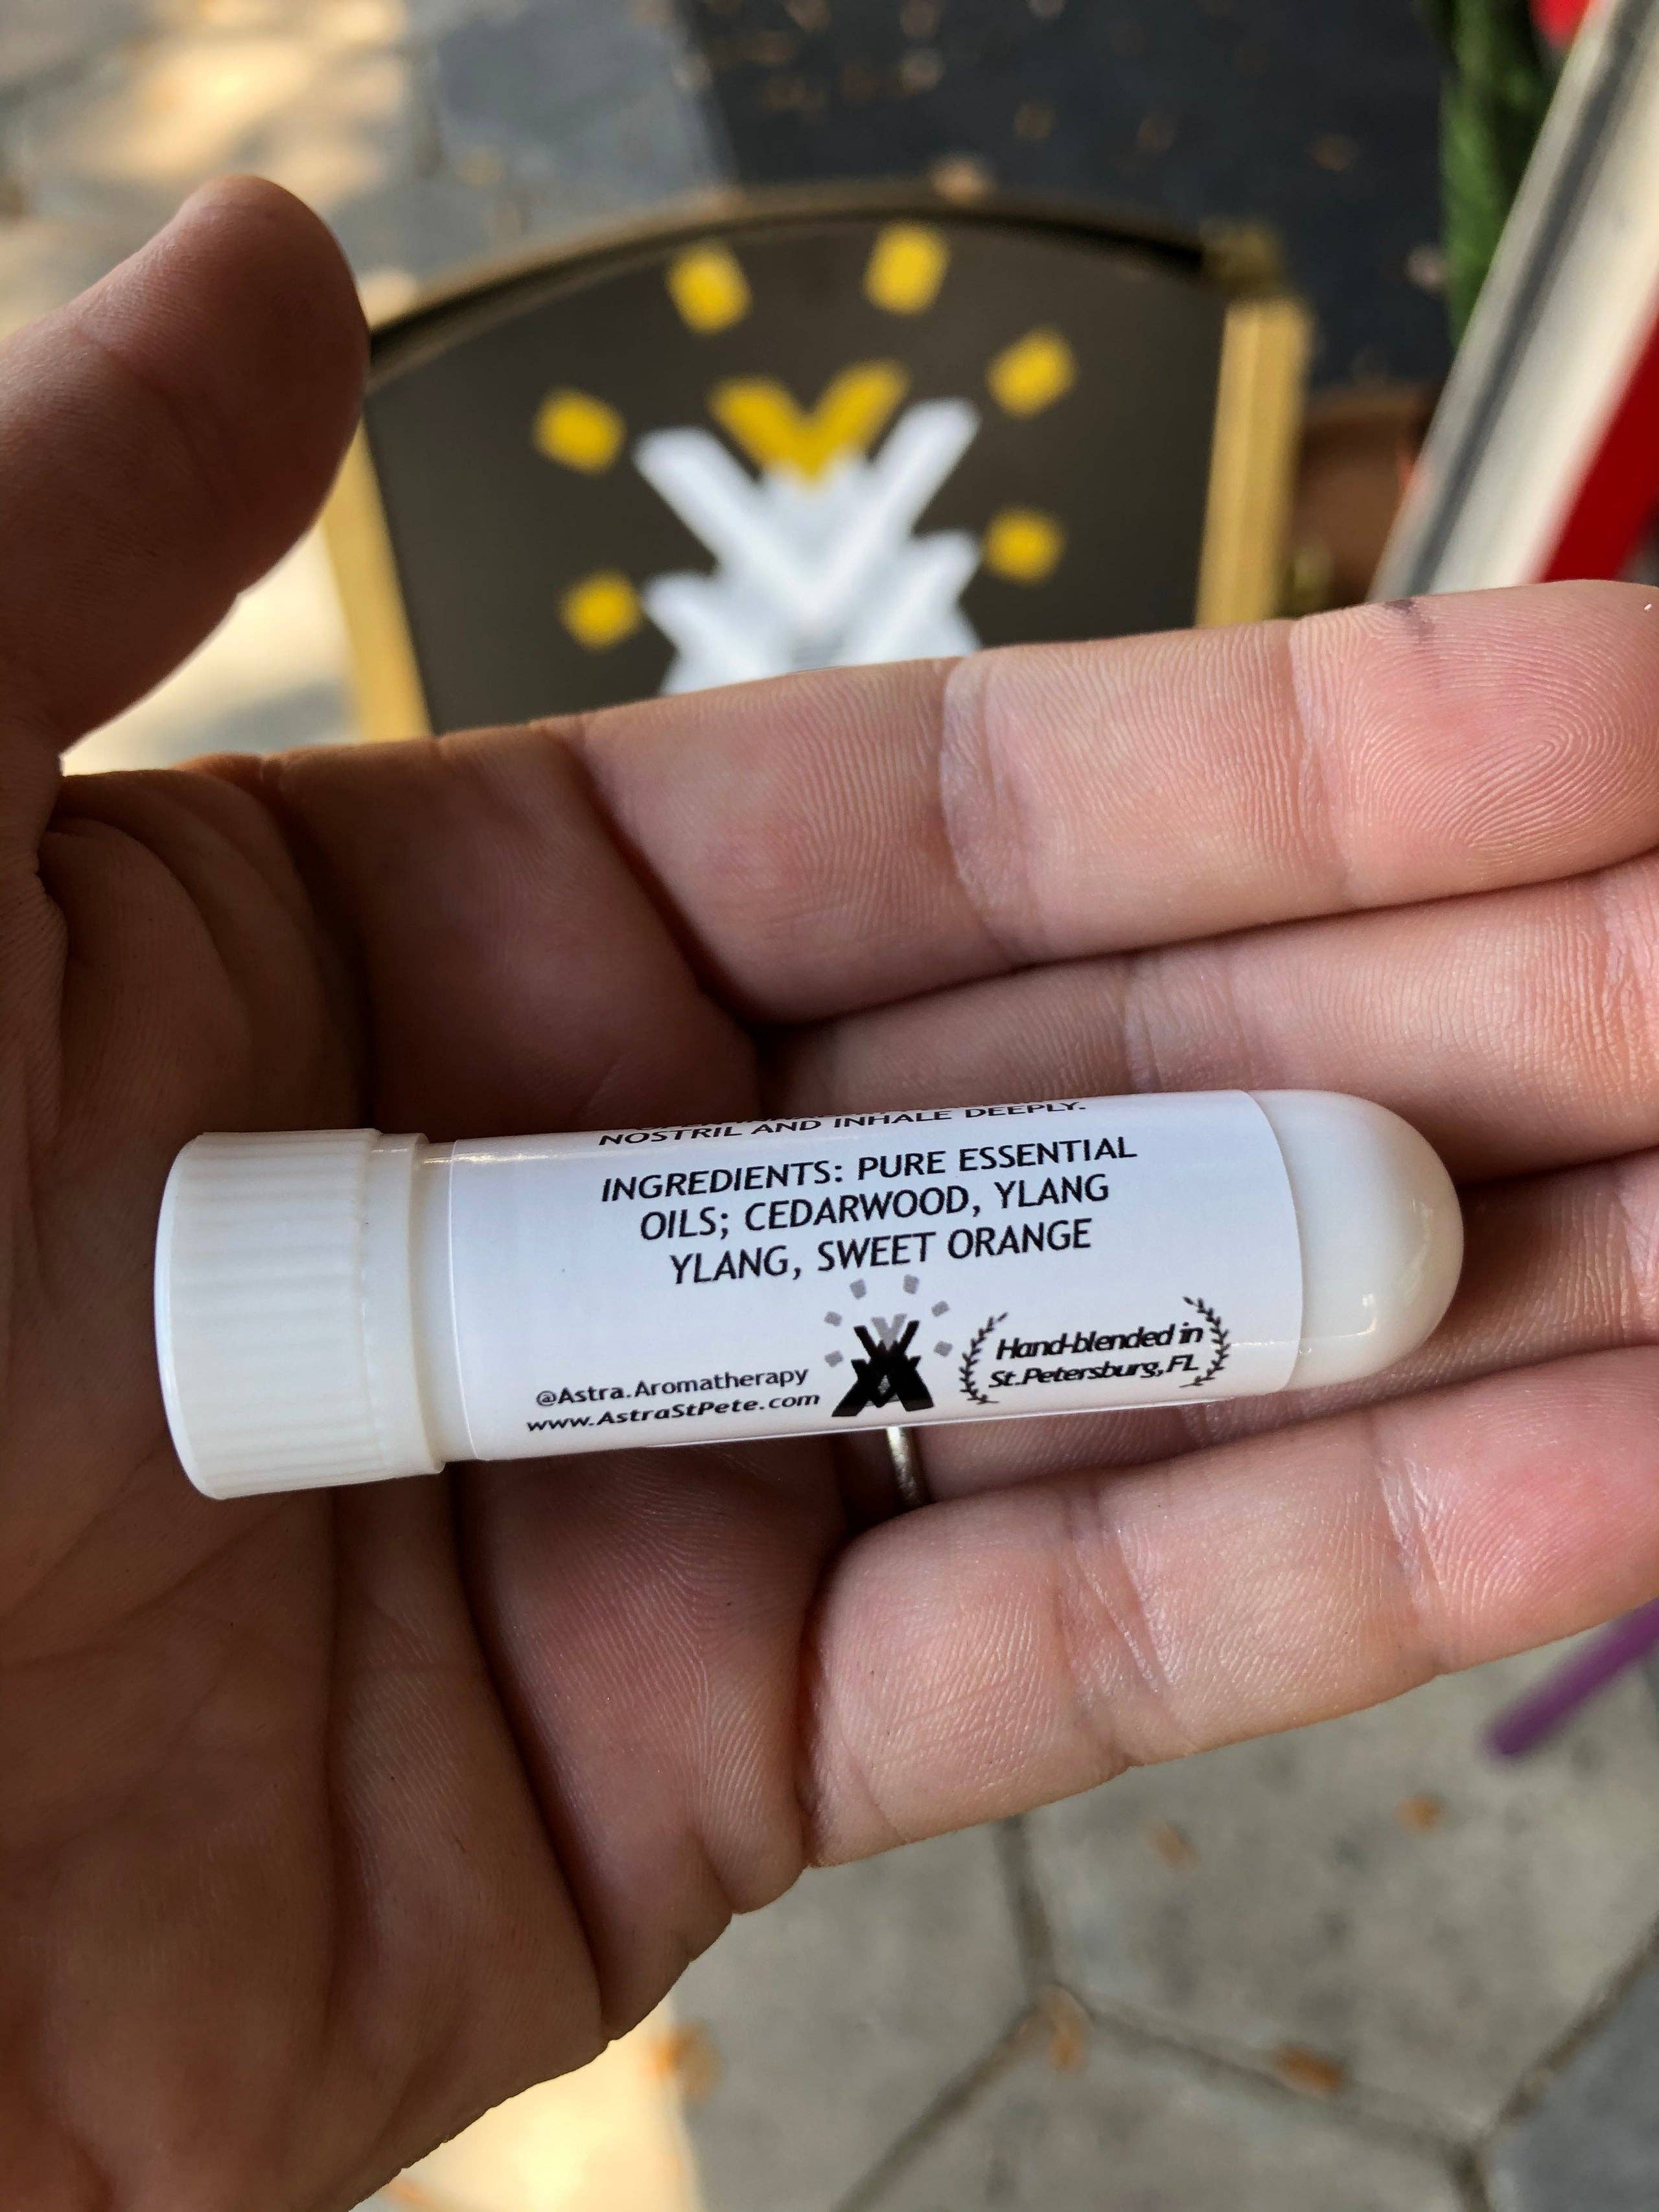 NOSTRIL AND INHALE DEEPLY.
INGREDIENTS: PURE ESSENTIAL
OILS; CEDARWOOD, YLANG
YLANG, SWEET ORANGE
@Astra.Aromatherapy
www.AstraStPete.com
Hand-blended in
St.Petersburg,FL